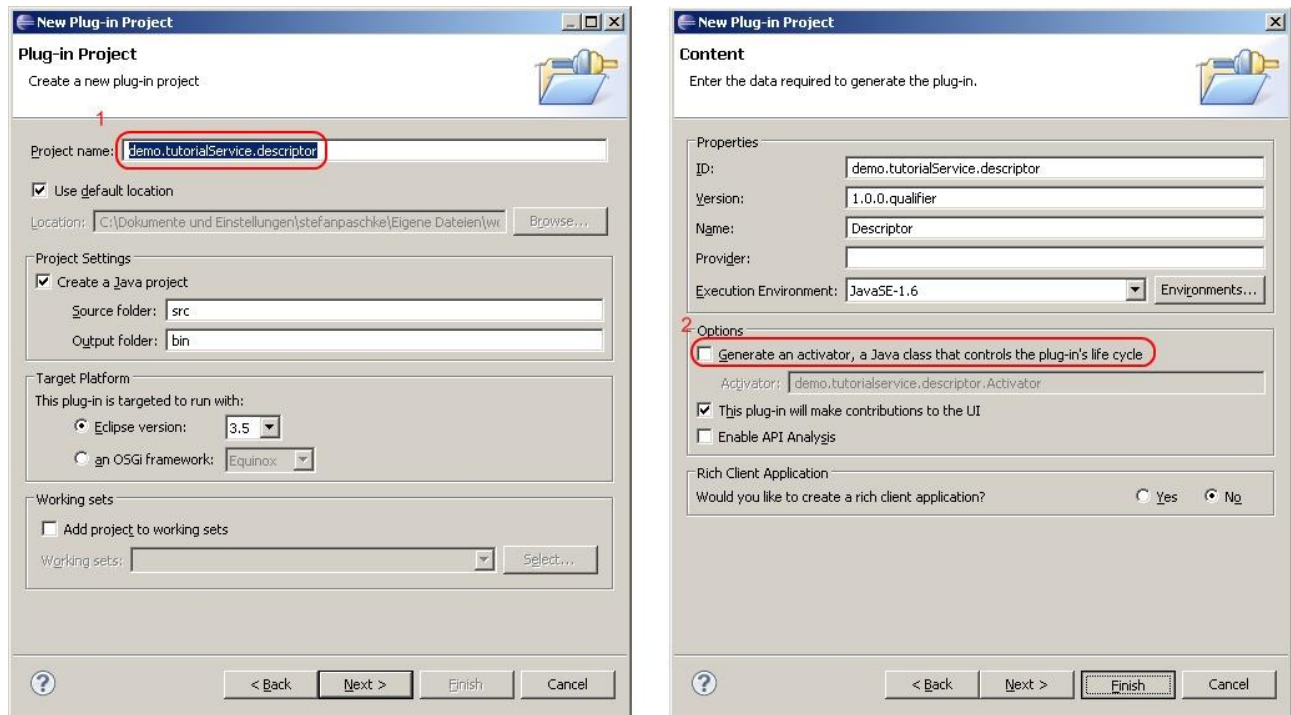 New Plug-in Project
Plug-in Project
Create a new plug-in project
1
Project name: demo.tutorialService.descriptor
Use default location
Location: C:\Dokumente und Einstellungen\stefanpaschke\Eigene Dateien\wo Browse...
Project Settings
Create a Java project
Source folder: src
Output folder: bin
Target Platform
This plug-in is targeted to run with:
Eclipse version: 3.5
an OSGi framework: Equinox
Working sets
Add project to working sets
Working sets: Select...
? < Back Next > Finish Cancel
New Plug-in Project
Content
Enter the data required to generate the plug-in.
Properties
ID: demo.tutorialService.descriptor
Version: 1.0.0.qualifier
Name: Descriptor
Provider:
Execution Environment: JavaSE-1.6 Environments...
2
Options
Generate an activator, a Java class that controls the plug-in's life cycle
Activator: demo.tutorialservice.descriptor.Activator
This plug-in will make contributions to the UI
Enable API Analysis
Rich Client Application
Would you like to create a rich client application? Yes No
? < Back Next > Finish Cancel